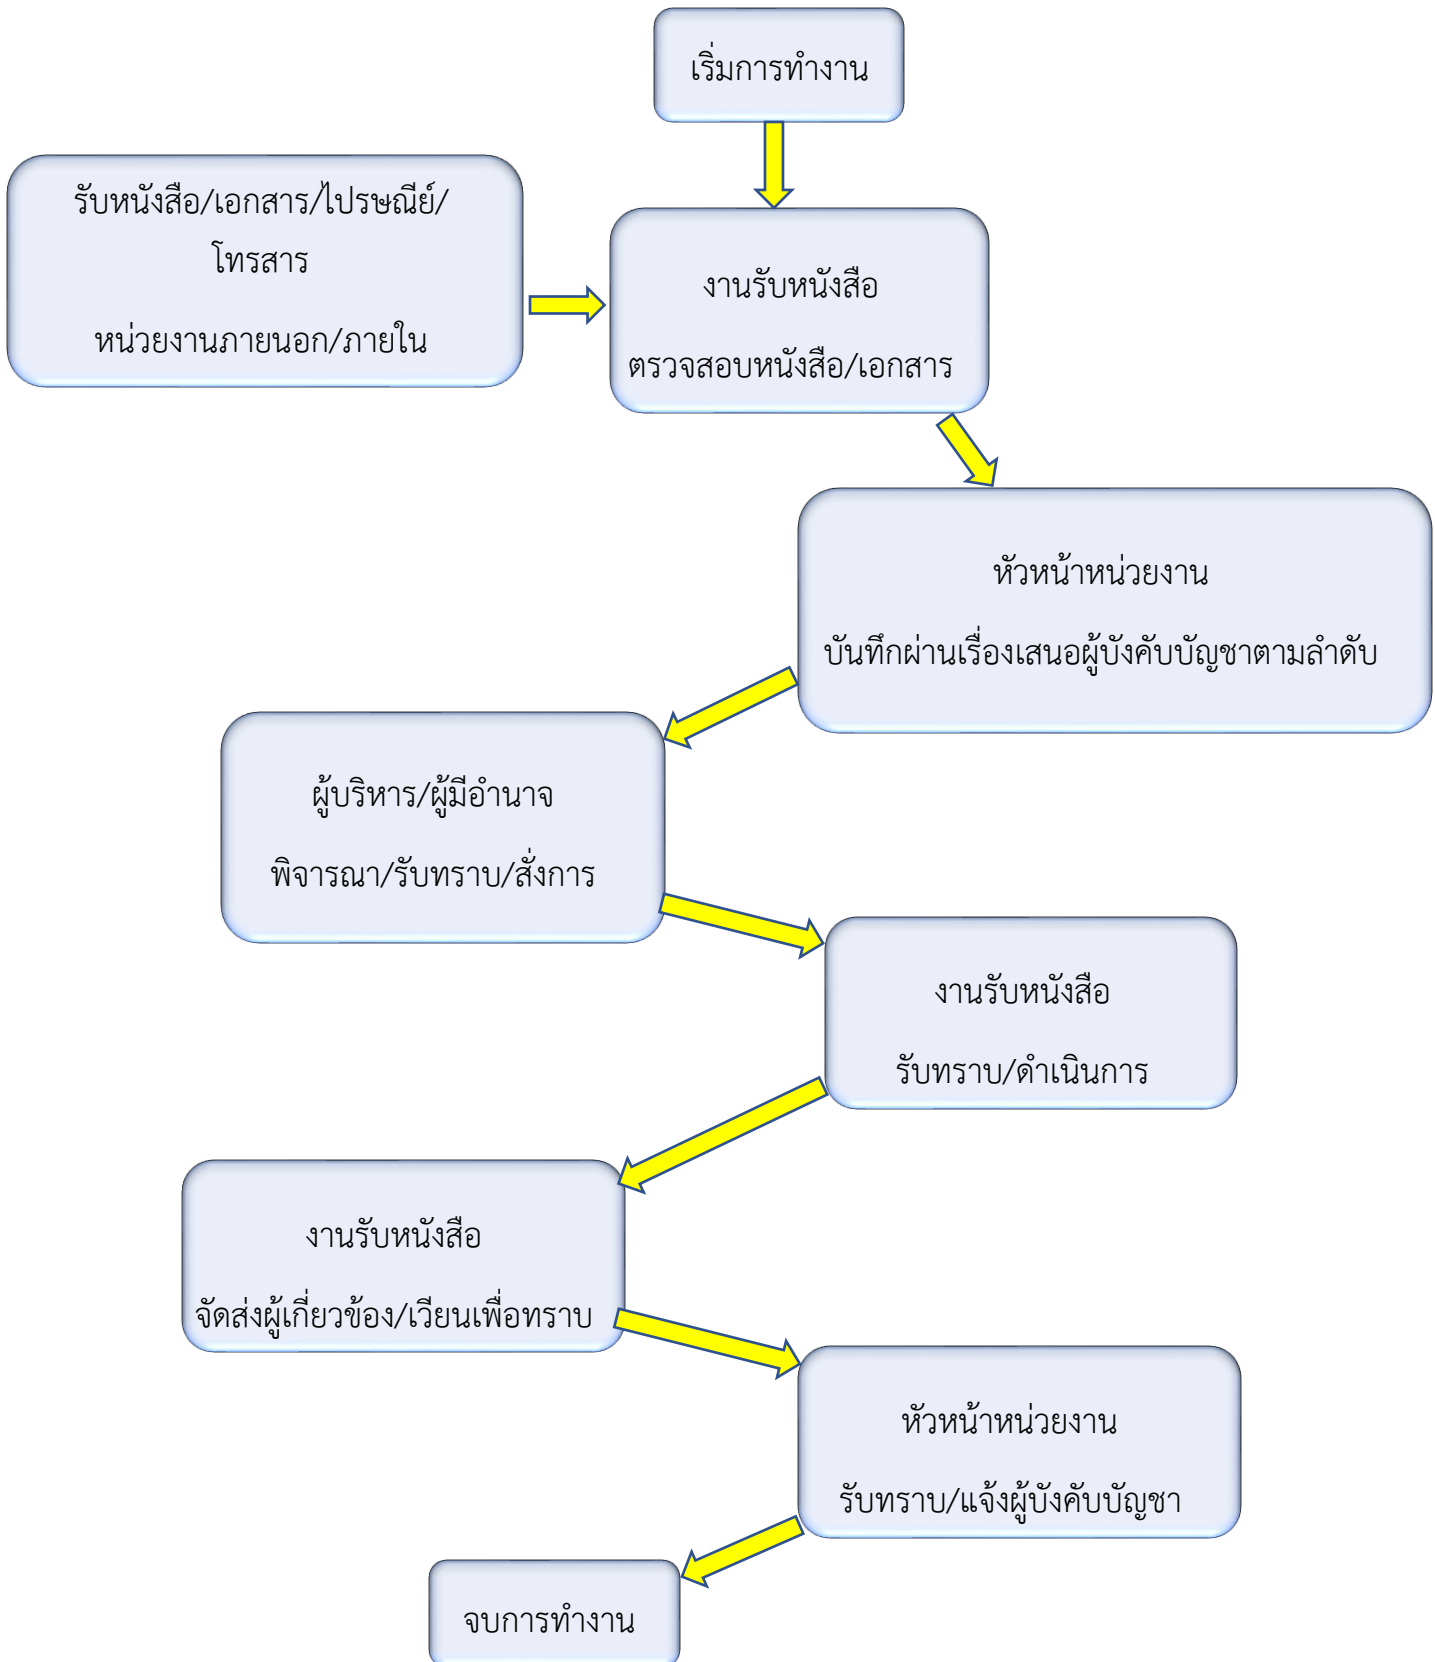 เริ่มการทำงาน
รับหนังสือ/เอกสาร/ไปรษณีย์/
โทรสาร
หน่วยงานภายนอก/ภายใน
งานรับหนังสือ
ตรวจสอบหนังสือ/เอกสาร
หัวหน้าหน่วยงาน
บันทึกผ่านเรื่องเสนอผู้บังคับบัญชาตามลำดับ
ผู้บริหาร/ผู้มีอำนาจ
พิจารณา/รับทราบ/สั่งการ
งานรับหนังสือ
รับทราบ/ดำเนินการ
งานรับหนังสือ
จัดส่งผู้เกี่ยวข้อง/เวียนเพื่อทราบ
หัวหน้าหน่วยงาน
รับทราบ/แจ้งผู้บังคับบัญชา
จบการทำงาน